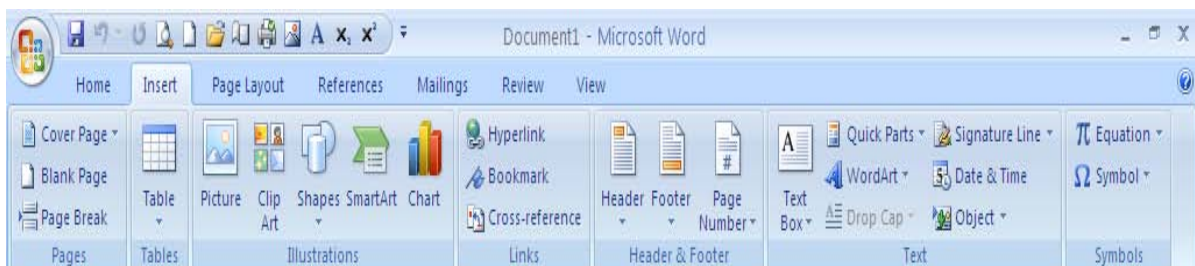 Document1 - Microsoft Word
Home Insert Page Layout References Mailings Review View
Cover Page
Blank Page
Page Break
Pages
Table
Tables
Picture
Clip
Art
Shapes
SmartArt
Chart
Illustrations
Hyperlink
Bookmark
Cross-reference
Links
Header
Footer
Page
Number
Header & Footer
Text
Box
Quick Parts
WordArt
Drop Cap
Signature Line
Date & Time
Object
Text
π Equation
Ω Symbol
Symbols